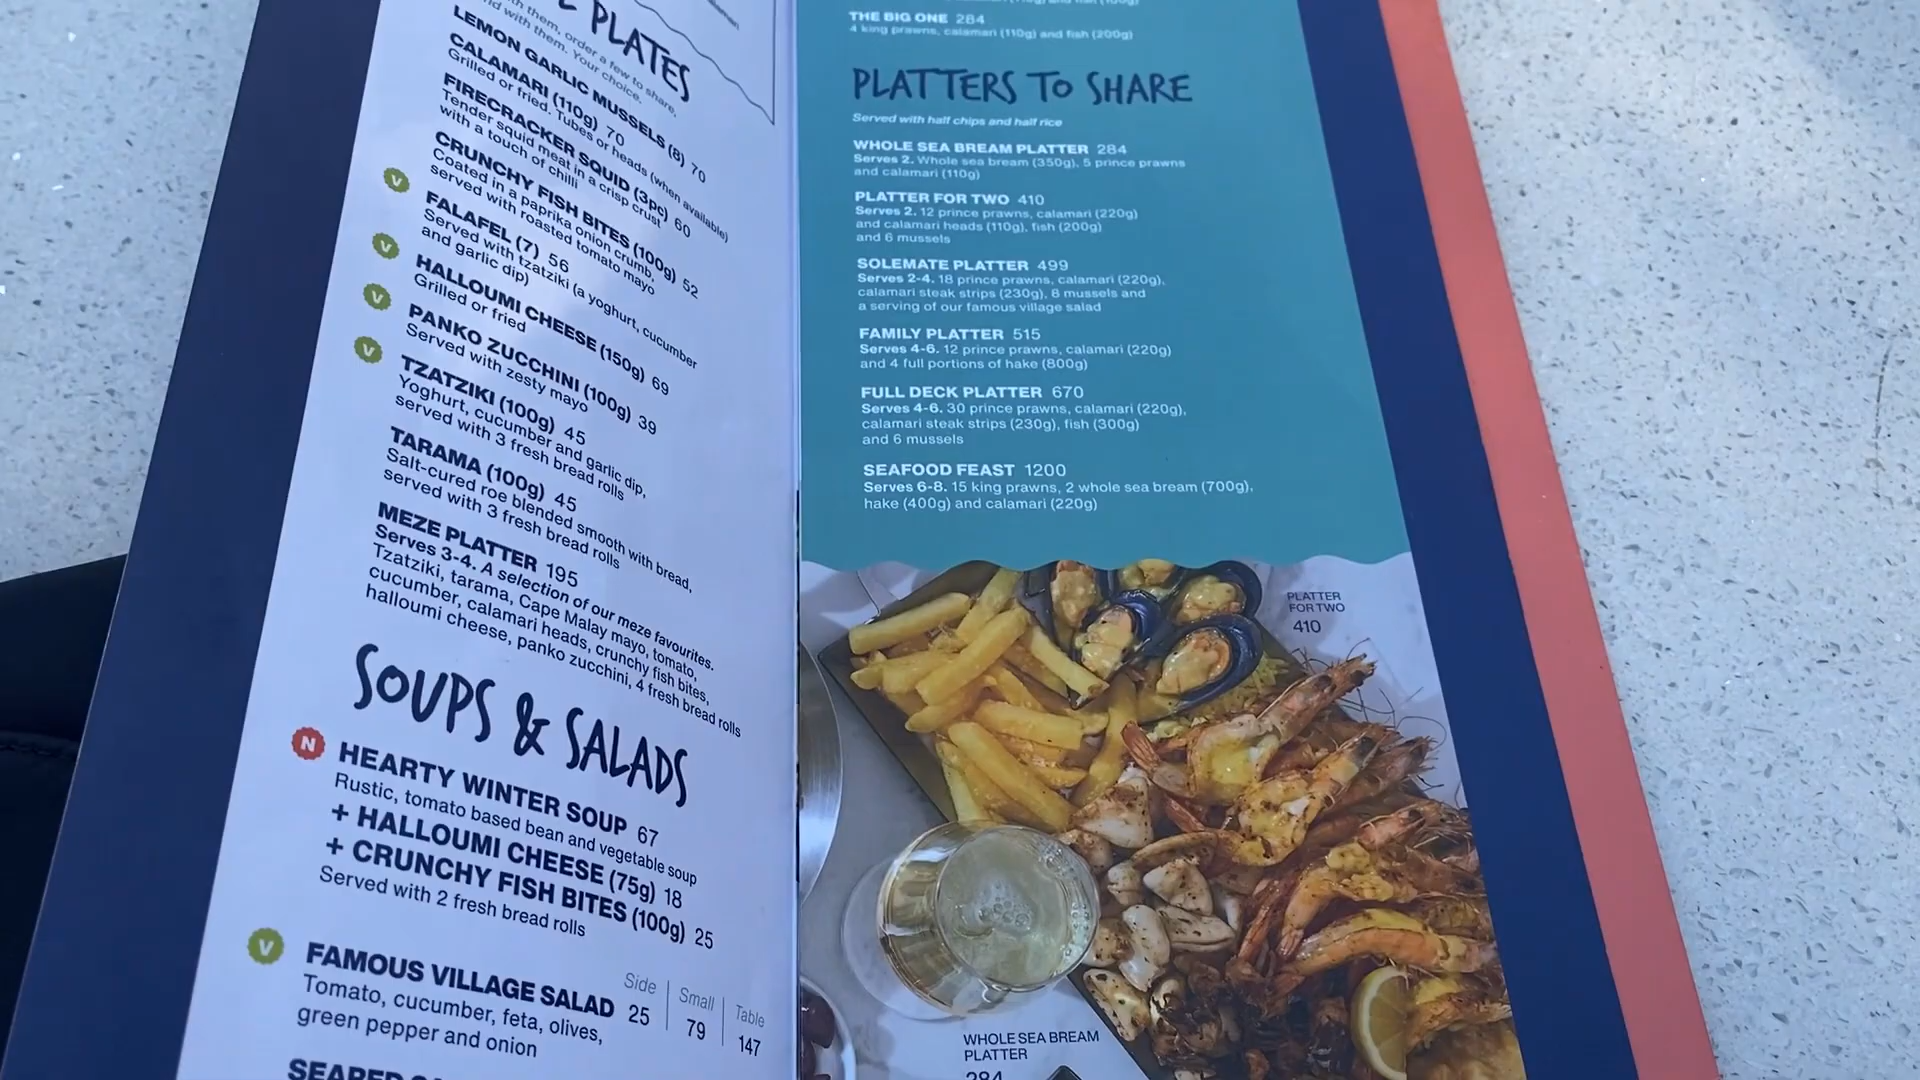 PLATES
th them, order a few to share,
nd with them. Your choice.
LEMON GARLIC MUSSELS (8) 70
CALAMARI (110g) 70
Grilled or fried. Tubes or heads (when available)
FIRECRACKER SQUID (3pc) 60
Tender squid meat in a crisp crust
with a touch of chilli
CRUNCHY FISH BITES (100g) 52
Coated in a paprika onion crumb,
served with roasted tomato mayo
V
FALAFEL (7) 56
Served with tzatziki (a yoghurt, cucumber
and garlic dip)
V
HALLOUMI CHEESE (150g) 69
Grilled or fried
V
PANKO ZUCCHINI (100g) 39
Served with zesty mayo
V
TZATZIKI (100g) 45
Yoghurt, cucumber and garlic dip,
served with 3 fresh bread rolls
TARAMA (100g) 45
Salt-cured roe blended smooth with bread,
served with 3 fresh bread rolls
MEZE PLATTER 195
Serves 3-4. A selection of our meze favourites.
Tzatziki, tarama, Cape Malay mayo, tomato,
cucumber, calamari heads, crunchy fish bites,
halloumi cheese, panko zucchini, 4 fresh bread rolls
SOUPS & SALADS
N
HEARTY WINTER SOUP 67
Rustic, tomato based bean and vegetable soup
+ HALLOUMI CHEESE (75g) 18
+ CRUNCHY FISH BITES (100g) 25
Served with 2 fresh bread rolls
V
Side Small Table
FAMOUS VILLAGE SALAD 25 79 147
Tomato, cucumber, feta, olives,
green pepper and onion
THE BIG ONE 284
4 king prawns, calamari (110g) and fish (200g)
PLATTERS TO SHARE
Served with half chips and half rice
WHOLE SEA BREAM PLATTER 284
Serves 2. Whole sea bream (350g), 5 prince prawns
and calamari (110g)
PLATTER FOR TWO 410
Serves 2. 12 prince prawns, calamari (220g)
and calamari heads (110g), fish (200g)
and 6 mussels
SOLEMATE PLATTER 499
Serves 2-4. 18 prince prawns, calamari (220g),
calamari steak strips (230g), 8 mussels and
a serving of our famous village salad
FAMILY PLATTER 515
Serves 4-6. 12 prince prawns, calamari (220g)
and 4 full portions of hake (800g)
FULL DECK PLATTER 670
Serves 4-6. 30 prince prawns, calamari (220g),
calamari steak strips (230g), fish (300g)
and 6 mussels
SEAFOOD FEAST 1200
Serves 6-8. 15 king prawns, 2 whole sea bream (700g),
hake (400g) and calamari (220g)
PLATTER
FOR TWO
410
WHOLE SEA BREAM
PLATTER
284